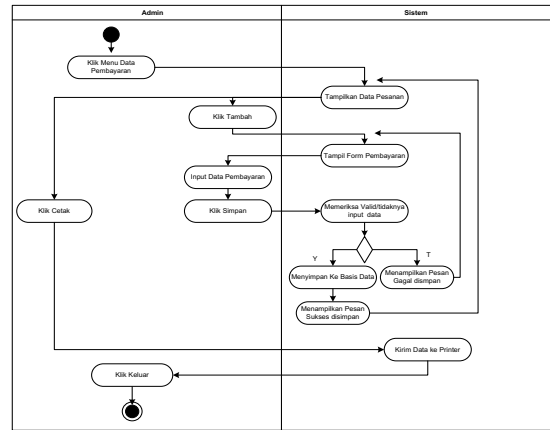 Admin
Sistem
Klik Menu Data
Pembayaran
Tampilkan Data Pesanan
Klik Tambah
Tampil Form Pembayaran
Input Data Pembayaran
Klik Cetak
Klik Simpan
Memeriksa Valid/tidaknya
input data
Y
T
Menyimpan Ke Basis Data
Menampilkan Pesan
Gagal dismpan
Menampilkan Pesan
Sukses disimpan
Kirim Data ke Printer
Klik Keluar